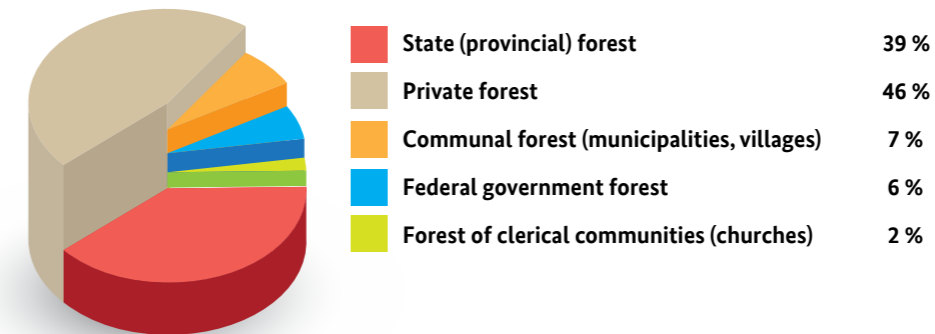 State (provincial) forest 39 %
Private forest 46 %
Communal forest (municipalities, villages) 7 %
Federal government forest 6 %
Forest of clerical communities (churches) 2 %